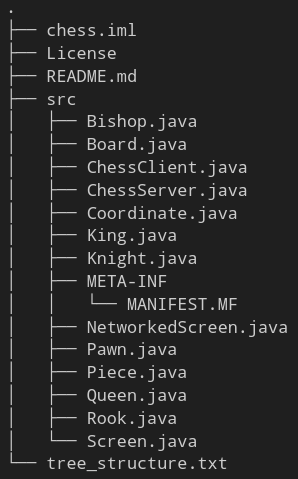 .
├── chess.iml
├── License
├── README.md
├── src
│   ├── Bishop.java
│   ├── Board.java
│   ├── ChessClient.java
│   ├── ChessServer.java
│   ├── Coordinate.java
│   ├── King.java
│   ├── Knight.java
│   ├── META-INF
│   │   └── MANIFEST.MF
│   ├── NetworkedScreen.java
│   ├── Pawn.java
│   ├── Piece.java
│   ├── Queen.java
│   ├── Rook.java
│   └── Screen.java
└── tree_structure.txt